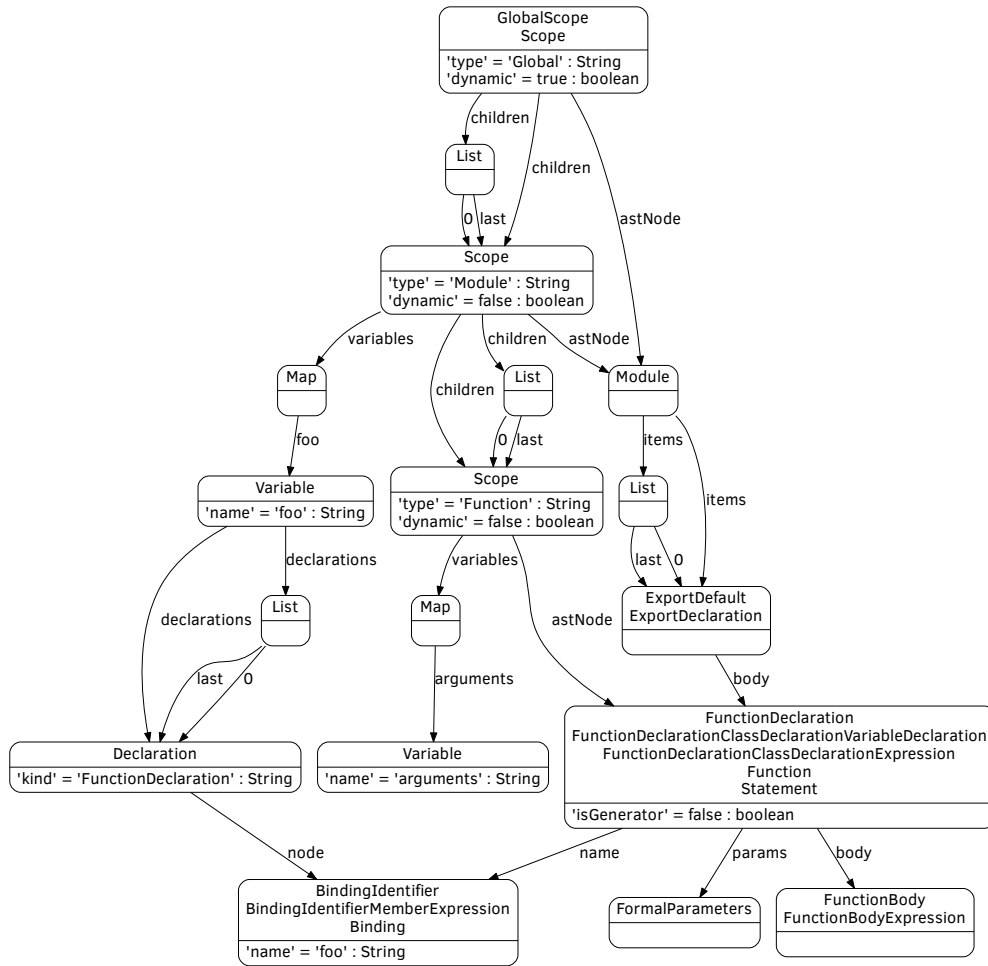 GlobalScope
Scope
'type' = 'Global' : String
'dynamic' = true : boolean
children
List
children
0
last
astNode
Scope
'type' = 'Module' : String
'dynamic' = false : boolean
variables
children
astNode
Map
List
Module
children
foo
0
last
items
Variable
'name' = 'foo' : String
Scope
'type' = 'Function' : String
'dynamic' = false : boolean
List
items
declarations
variables
last
0
List
declarations
Map
astNode
ExportDefault
ExportDeclaration
last
0
arguments
body
Declaration
'kind' = 'FunctionDeclaration' : String
Variable
'name' = 'arguments' : String
FunctionDeclaration
FunctionDeclarationClassDeclarationVariableDeclaration
FunctionDeclarationClassDeclarationExpression
Function
Statement
'isGenerator' = false : boolean
node
name
params
body
BindingIdentifier
BindingIdentifierMemberExpression
Binding
'name' = 'foo' : String
FormalParameters
FunctionBody
FunctionBodyExpression